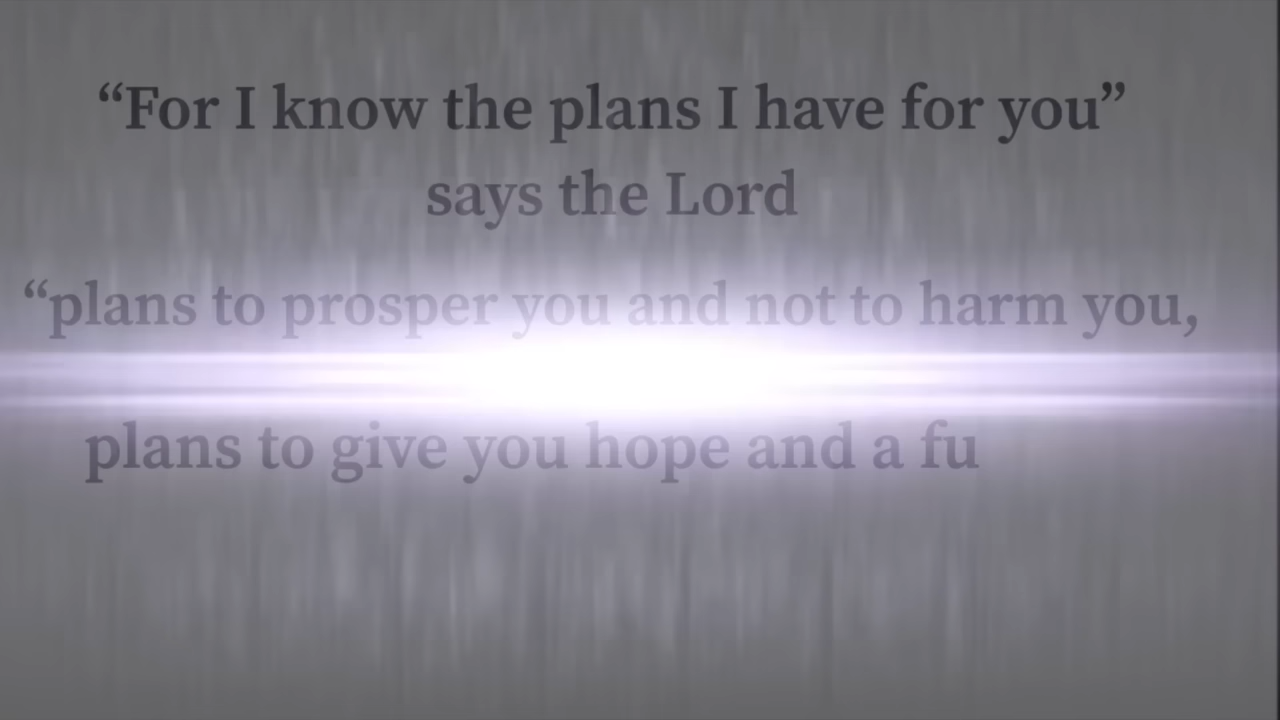 “For I know the plans I have for you”
says the Lord
“plans to prosper you and not to harm you,
plans to give you hope and a fu